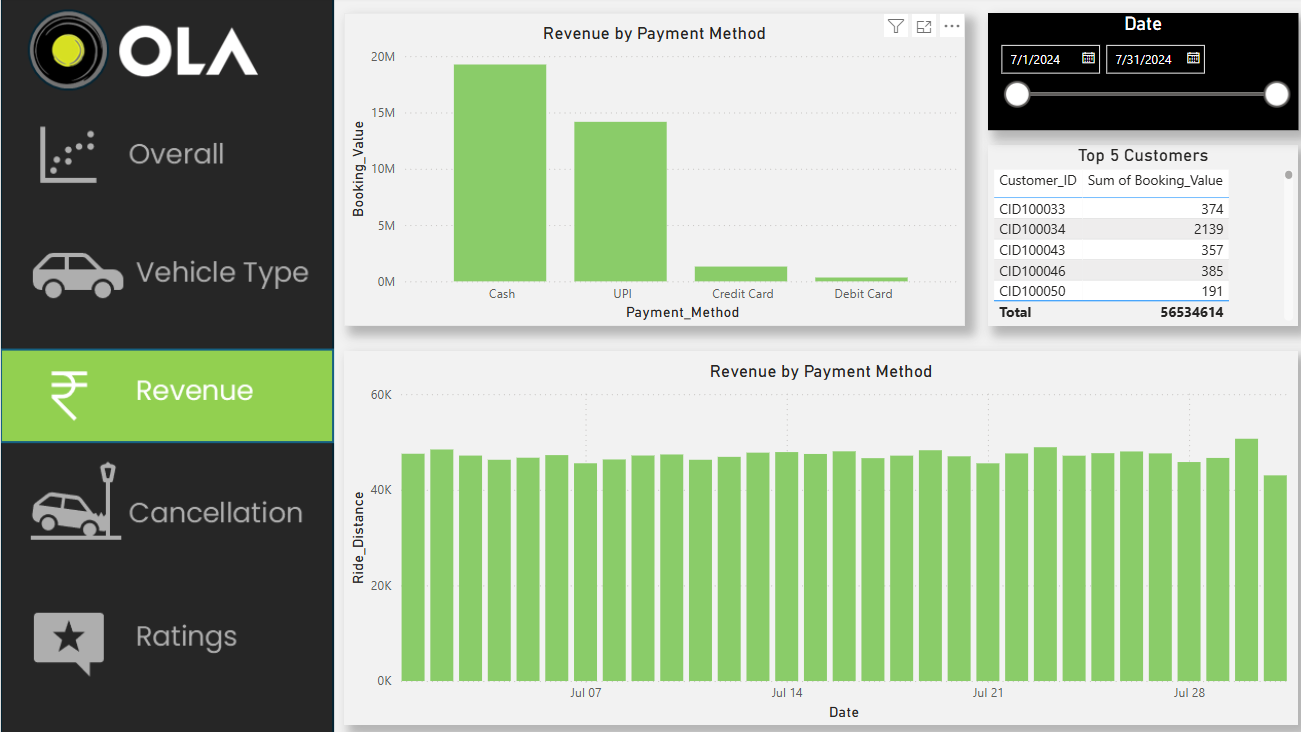 OLA
Overall
Vehicle Type
Revenue
Cancellation
Ratings
Revenue by Payment Method
20M
15M
10M
5M
0M
Booking_Value
Cash UPI Credit Card Debit Card
Payment_Method
Date
7/1/2024 7/31/2024
Top 5 Customers
Customer_ID Sum of Booking_Value
CID100033 374
CID100034 2139
CID100043 357
CID100046 385
CID100050 191
Total 56534614
Revenue by Payment Method
60K
40K
20K
0K
Ride_Distance
Jul 07 Jul 14 Jul 21 Jul 28
Date